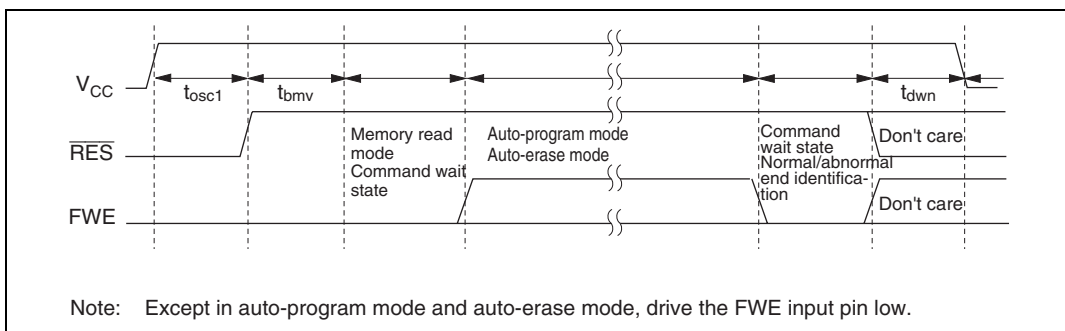 VCC
tosc1
tbmv
tdwn
RES
Memory read
mode
Command wait
state
Auto-program mode
Auto-erase mode
Command
wait state
Normal/abnormal
end identifica-
tion
Don't care
FWE
Don't care
Note: Except in auto-program mode and auto-erase mode, drive the FWE input pin low.